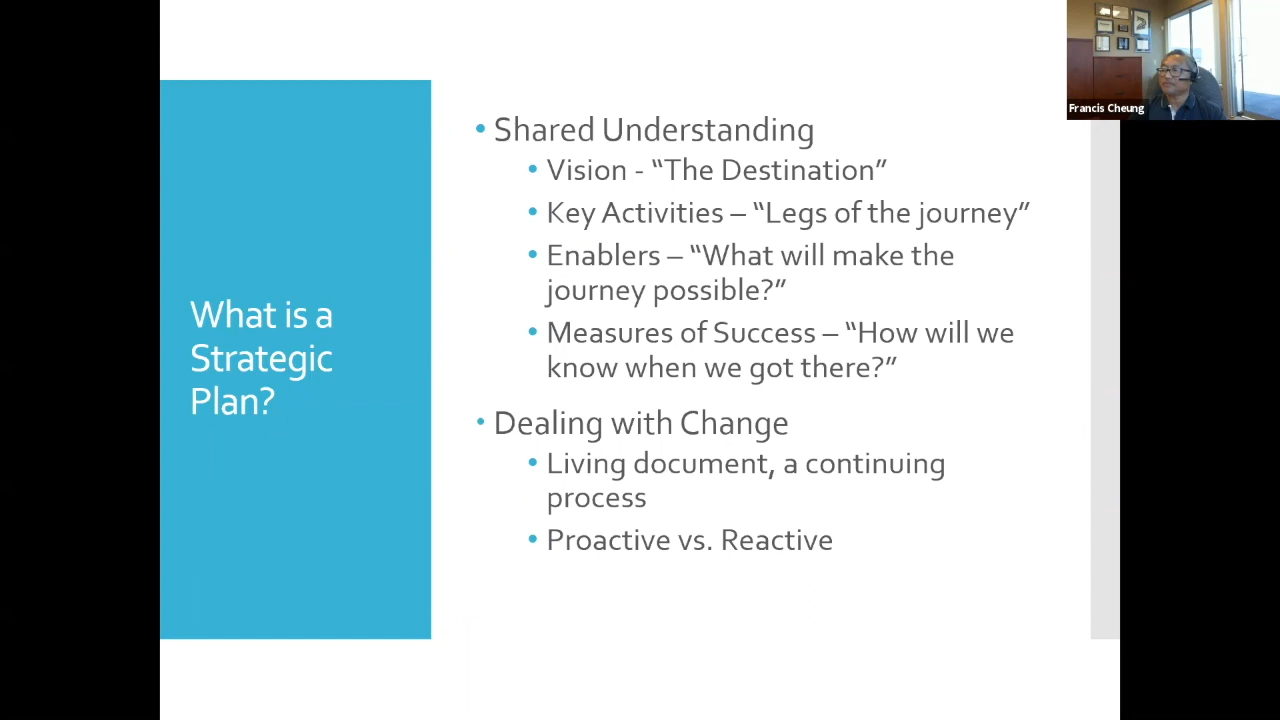 What is a
Strategic
Plan?
• Shared Understanding
• Vision - “The Destination”
• Key Activities – “Legs of the journey”
• Enablers – “What will make the
journey possible?”
• Measures of Success – “How will we
know when we got there?”
• Dealing with Change
• Living document, a continuing
process
• Proactive vs. Reactive
Francis Cheung